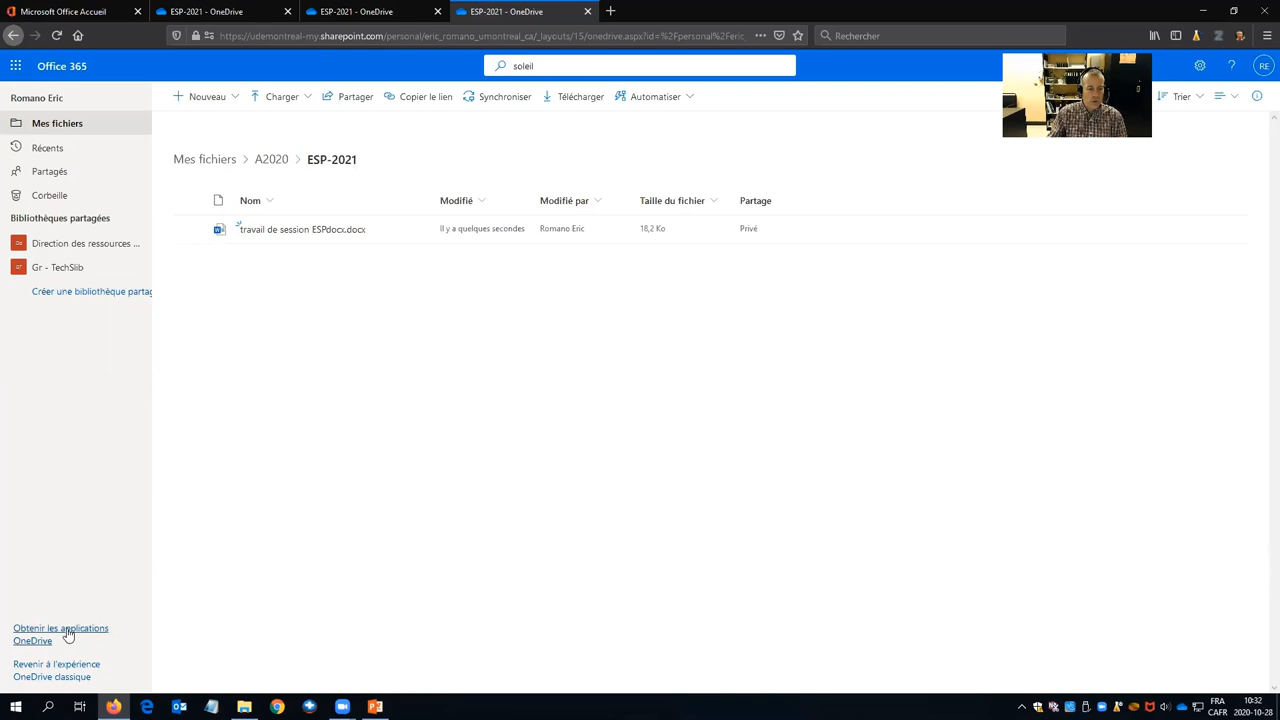 Microsoft Office Accueil
ESP-2021 - OneDrive
ESP-2021 - OneDrive
ESP-2021 - OneDrive
https://udemontreal-my.sharepoint.com/personal/eric_romano_umontreal_ca/_layouts/15/onedrive.aspx?id=%2Fpersonal%2Feric
Rechercher
Office 365
soleil
RE
Romano Eric
Nouveau
Charger
Partager
Copier le lien
Synchroniser
Télécharger
Automatiser
Trier
Mes fichiers
Récents
Partagés
Corbeille
Bibliothèques partagées
Direction des ressources ...
Gr - TechSlib
Créer une bibliothèque partag
Mes fichiers > A2020 > ESP-2021
Nom
Modifié
Modifié par
Taille du fichier
Partage
travail de session ESPdocx.docx
Il y a quelques secondes
Romano Eric
18,2 Ko
Privé
Obtenir les applications
OneDrive
Revenir à l'expérience
OneDrive classique
FRA
CAFR
10:32
2020-10-28